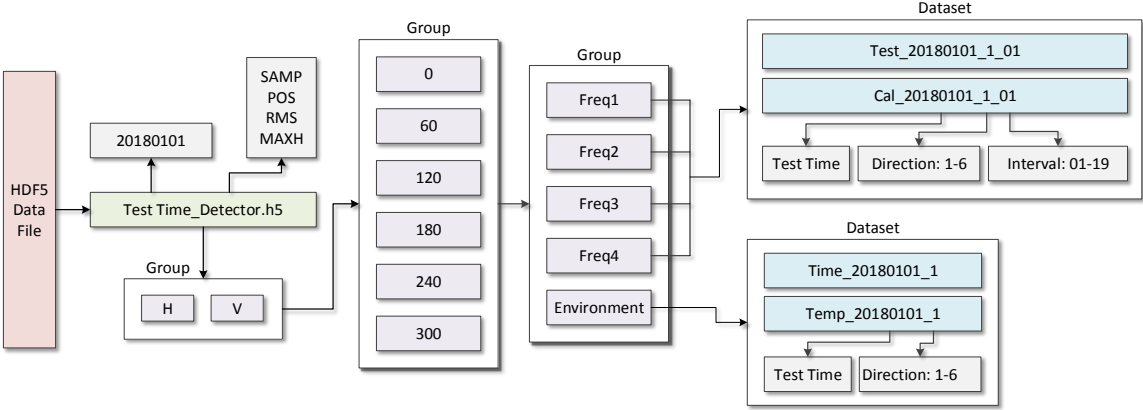 HDF5
Data
File
20180101
SAMP
POS
RMS
MAXH
Test Time_Detector.h5
Group
H
V
Group
0
60
120
180
240
300
Group
Freq1
Freq2
Freq3
Freq4
Environment
Dataset
Test_20180101_1_01
Cal_20180101_1_01
Test Time
Direction: 1-6
Interval: 01-19
Dataset
Time_20180101_1
Temp_20180101_1
Test Time
Direction: 1-6